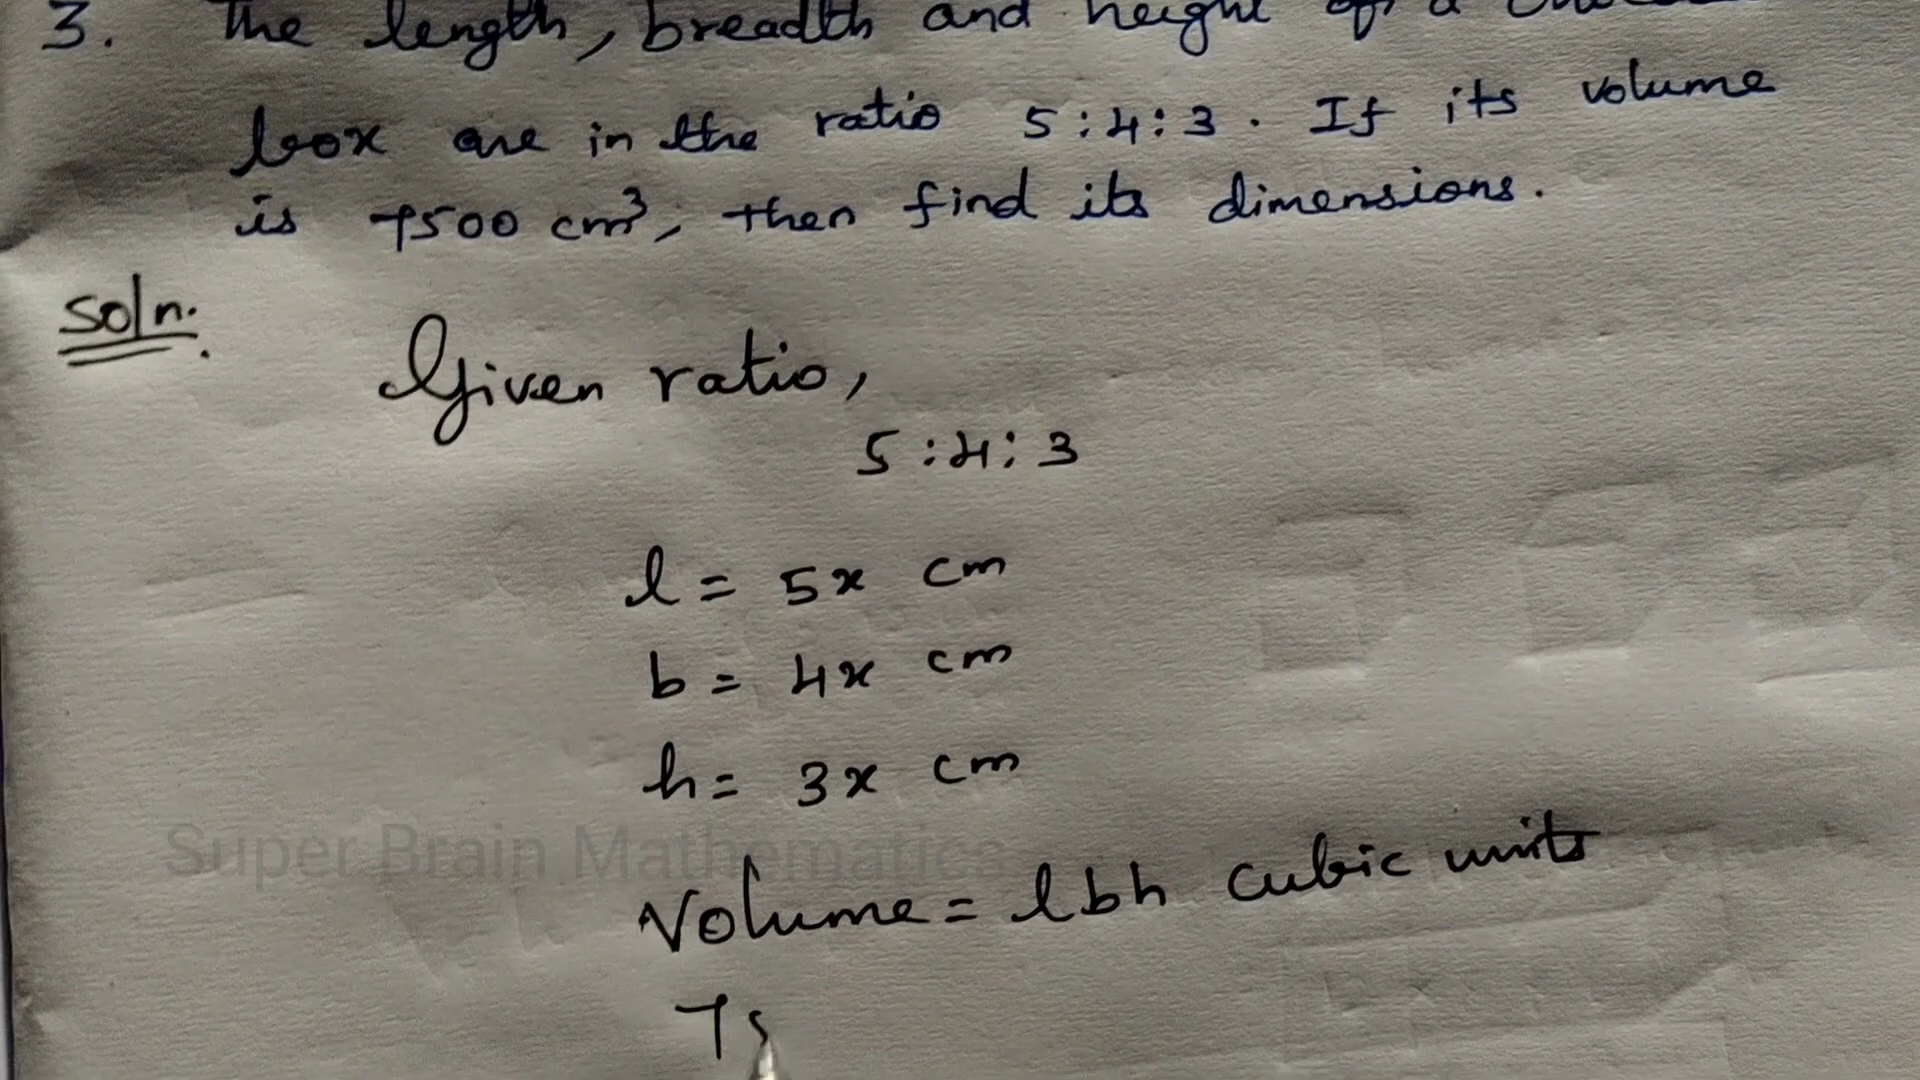 3. The length, breadth and height of a
box are in the ratio 5:4:3. If its volume
is 7500 cm³, then find its dimensions.
Soln.
Given ratio,
5:4:3
l = 5x cm
b = 4x cm
h = 3x cm
Super Brain Mathematics
Volume = lbh cubic units
75